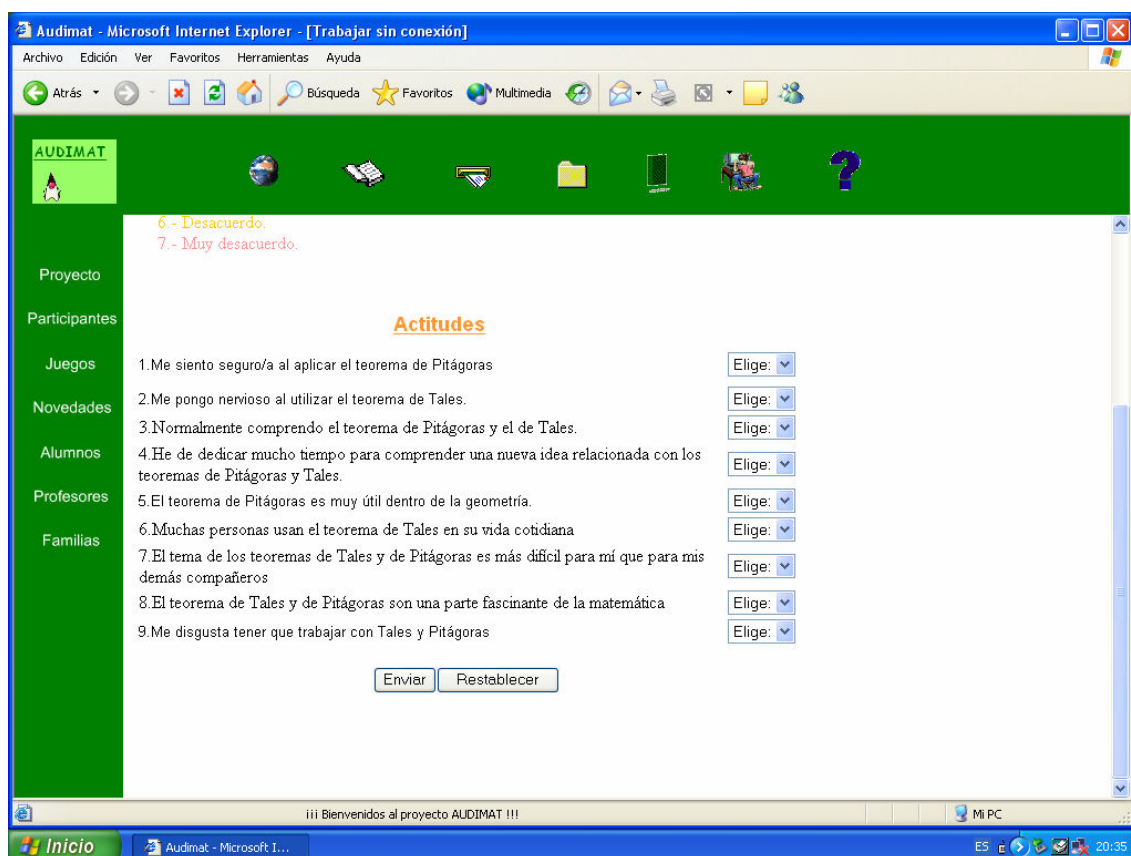 Audimat - Microsoft Internet Explorer - [Trabajar sin conexión]
Archivo Edición Ver Favoritos Herramientas Ayuda
Atrás Búsqueda Favoritos Multimedia
AUDIMAT
6.- Desacuerdo.
7.- Muy desacuerdo.
Proyecto
Participantes
Juegos
Novedades
Alumnos
Profesores
Familias
Actitudes
1.Me siento seguro/a al aplicar el teorema de Pitágoras Elige:
2.Me pongo nervioso al utilizar el teorema de Tales. Elige:
3.Normalmente comprendo el teorema de Pitágoras y el de Tales. Elige:
4.He de dedicar mucho tiempo para comprender una nueva idea relacionada con los
teoremas de Pitágoras y Tales. Elige:
5.El teorema de Pitágoras es muy útil dentro de la geometría. Elige:
6.Muchas personas usan el teorema de Tales en su vida cotidiana Elige:
7.El tema de los teoremas de Tales y de Pitágoras es más difícil para mí que para mis
demás compañeros Elige:
8.El teorema de Tales y de Pitágoras son una parte fascinante de la matemática Elige:
9.Me disgusta tener que trabajar con Tales y Pitágoras Elige:
Enviar Restablecer
¡¡¡ Bienvenidos al proyecto AUDIMAT !!! Mi PC
Inicio Audimat - Microsoft I... ES 20:35